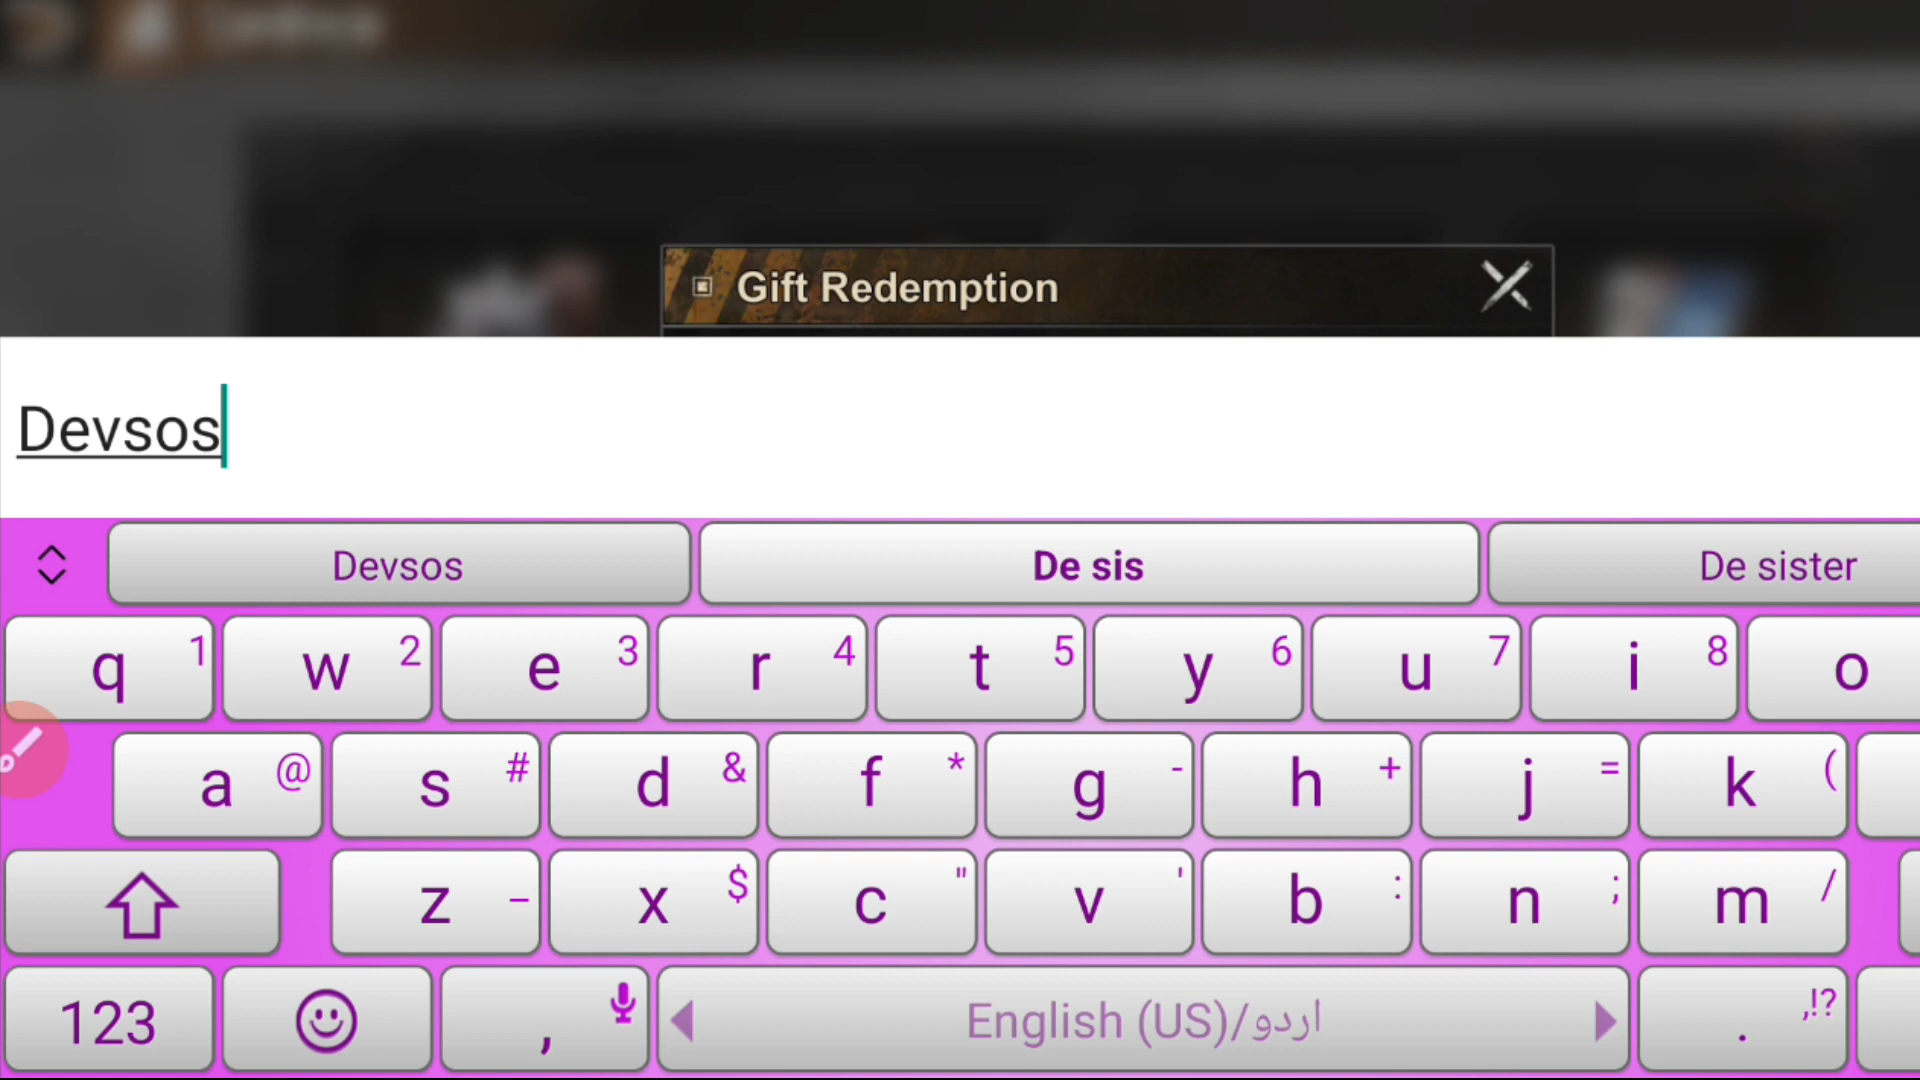 Gift Redemption
Devsos
Devsos De sis De sister
q 1 w 2 e 3 r 4 t 5 y 6 u 7 i 8 o
a @ s # d & f * g - h + j = k (
z _ x $ c " v ' b : n ; m /
123 , English (US)/اردو . ,!?